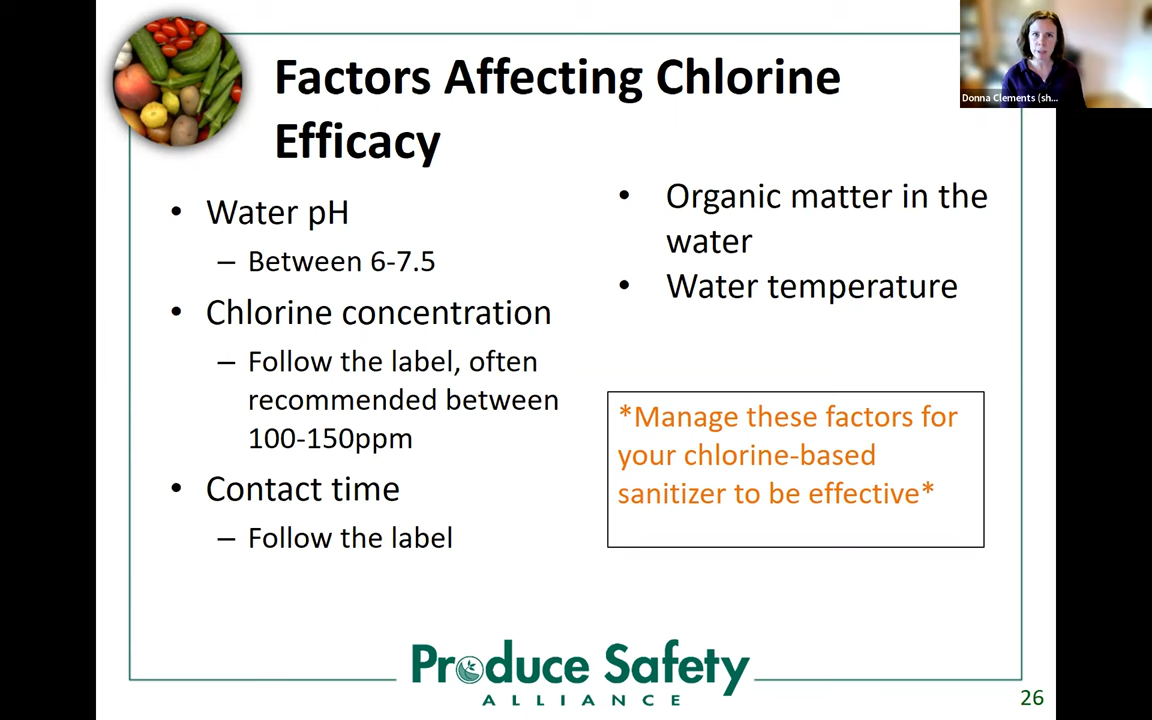 Factors Affecting Chlorine
Efficacy
• Water pH
– Between 6-7.5
• Chlorine concentration
– Follow the label, often
recommended between
100-150ppm
• Contact time
– Follow the label
• Organic matter in the
water
• Water temperature
*Manage these factors for
your chlorine-based
sanitizer to be effective*
Produce Safety
ALLIANCE
26
Donna Clements (sh...